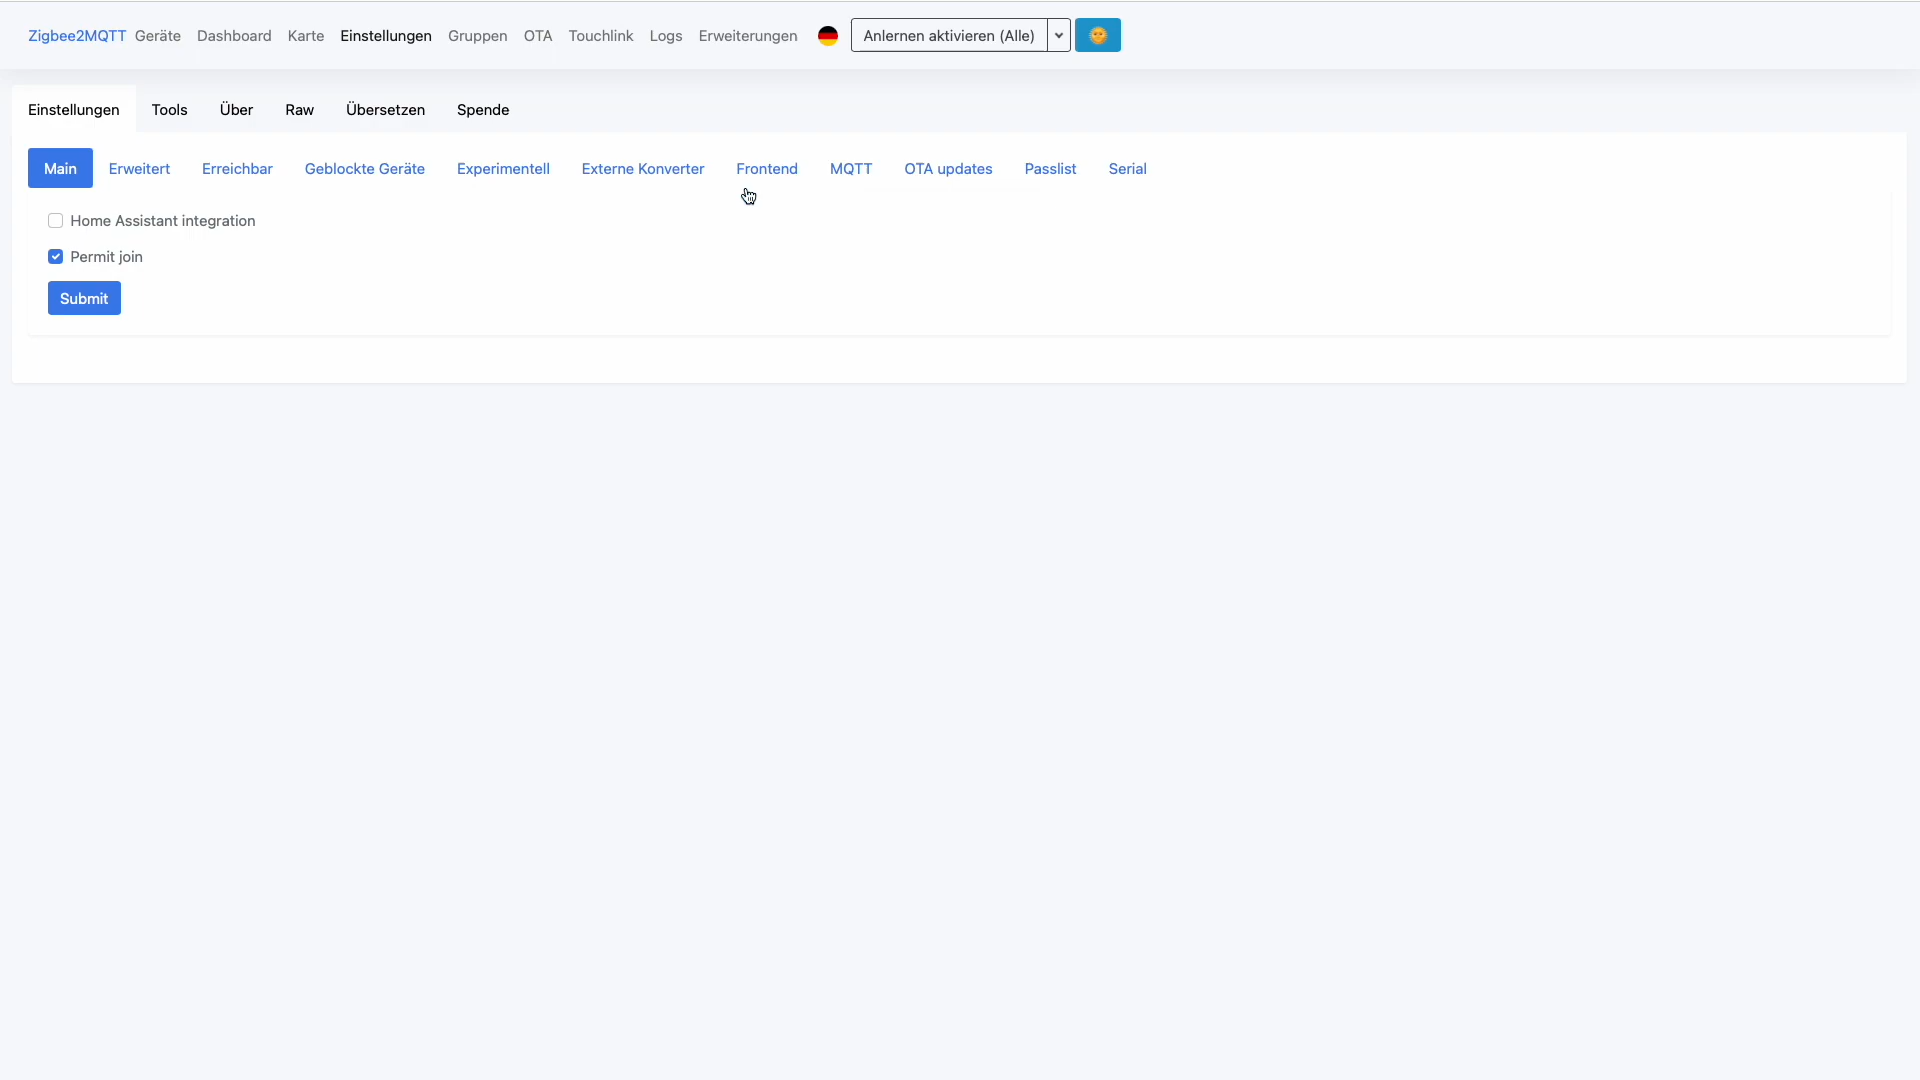 Zigbee2MQTT Geräte Dashboard Karte Einstellungen Gruppen OTA Touchlink Logs Erweiterungen Anlernen aktivieren (Alle)
Einstellungen Tools Über Raw Übersetzen Spende
Main Erweitert Erreichbar Geblockte Geräte Experimentell Externe Konverter Frontend MQTT OTA updates Passlist Serial
Home Assistant integration
Permit join
Submit